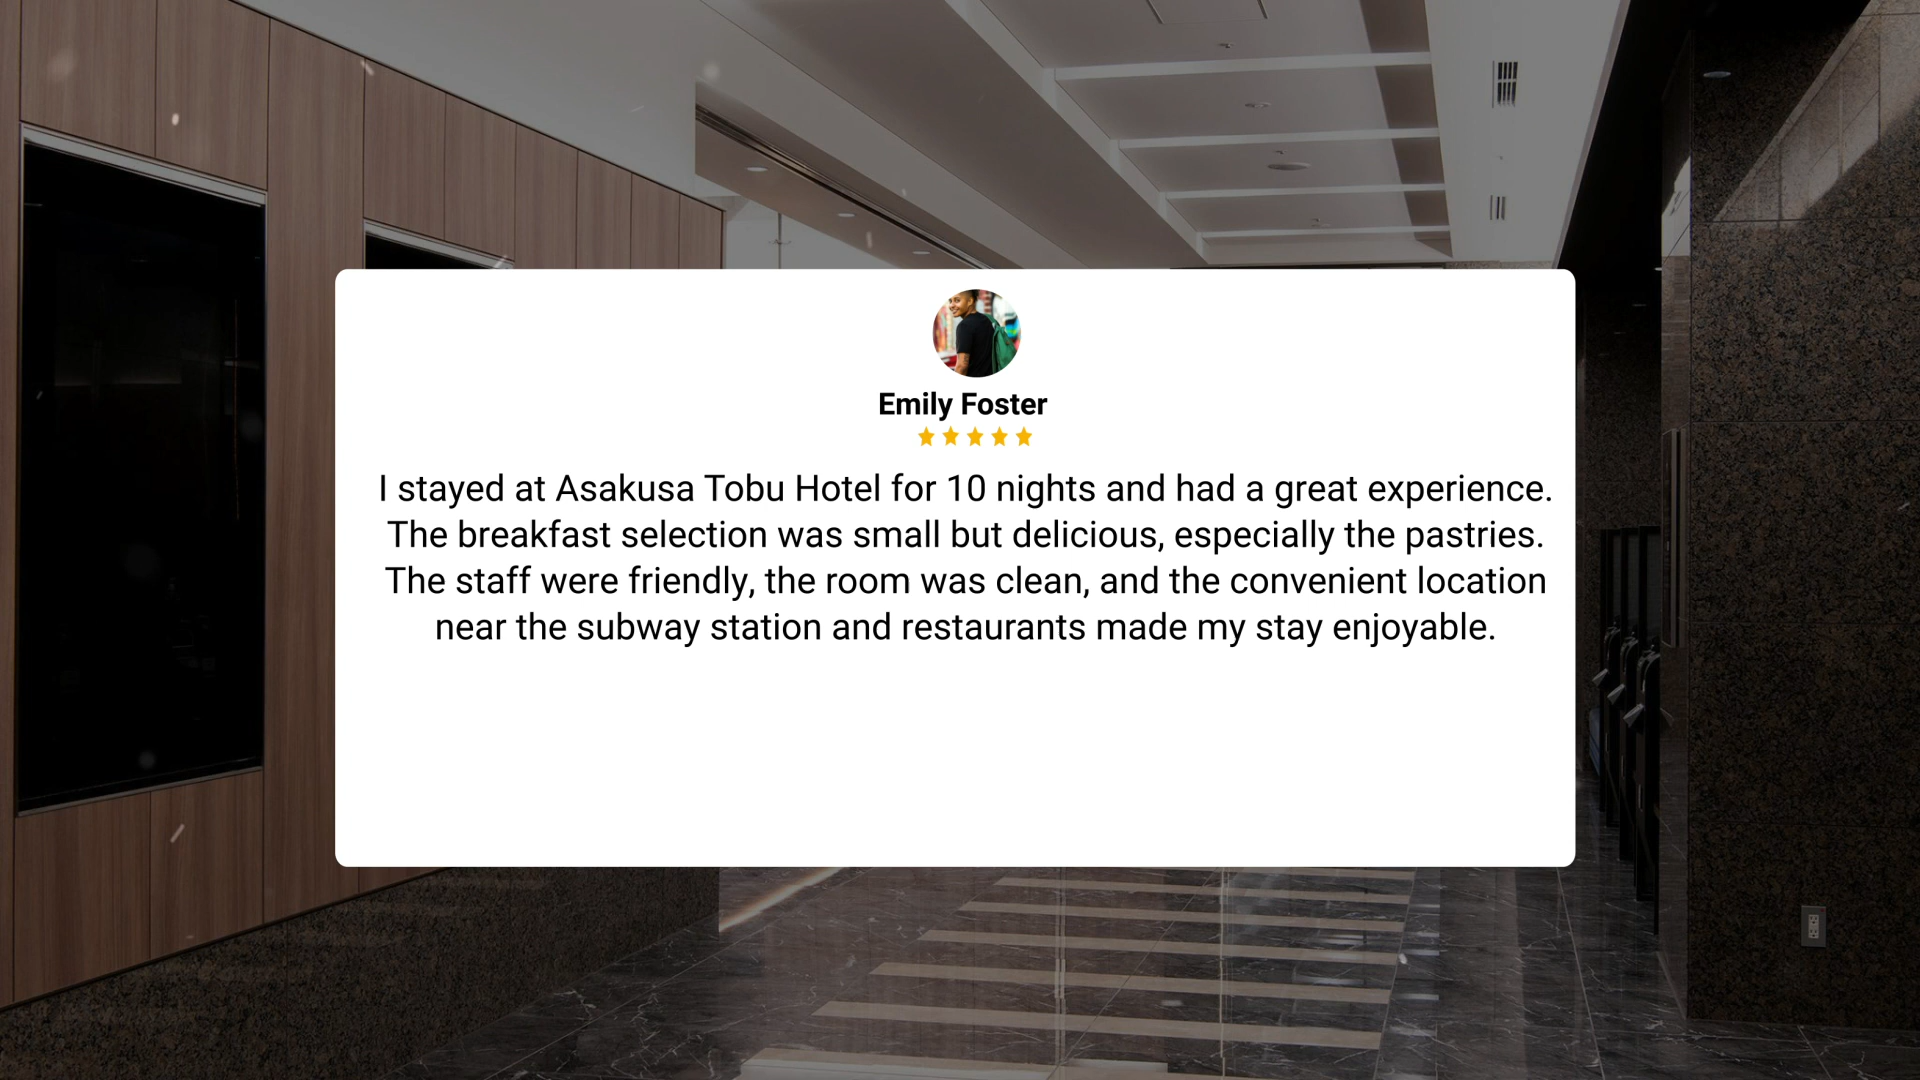 Emily Foster
I stayed at Asakusa Tobu Hotel for 10 nights and had a great experience.
The breakfast selection was small but delicious, especially the pastries.
The staff were friendly, the room was clean, and the convenient location
near the subway station and restaurants made my stay enjoyable.